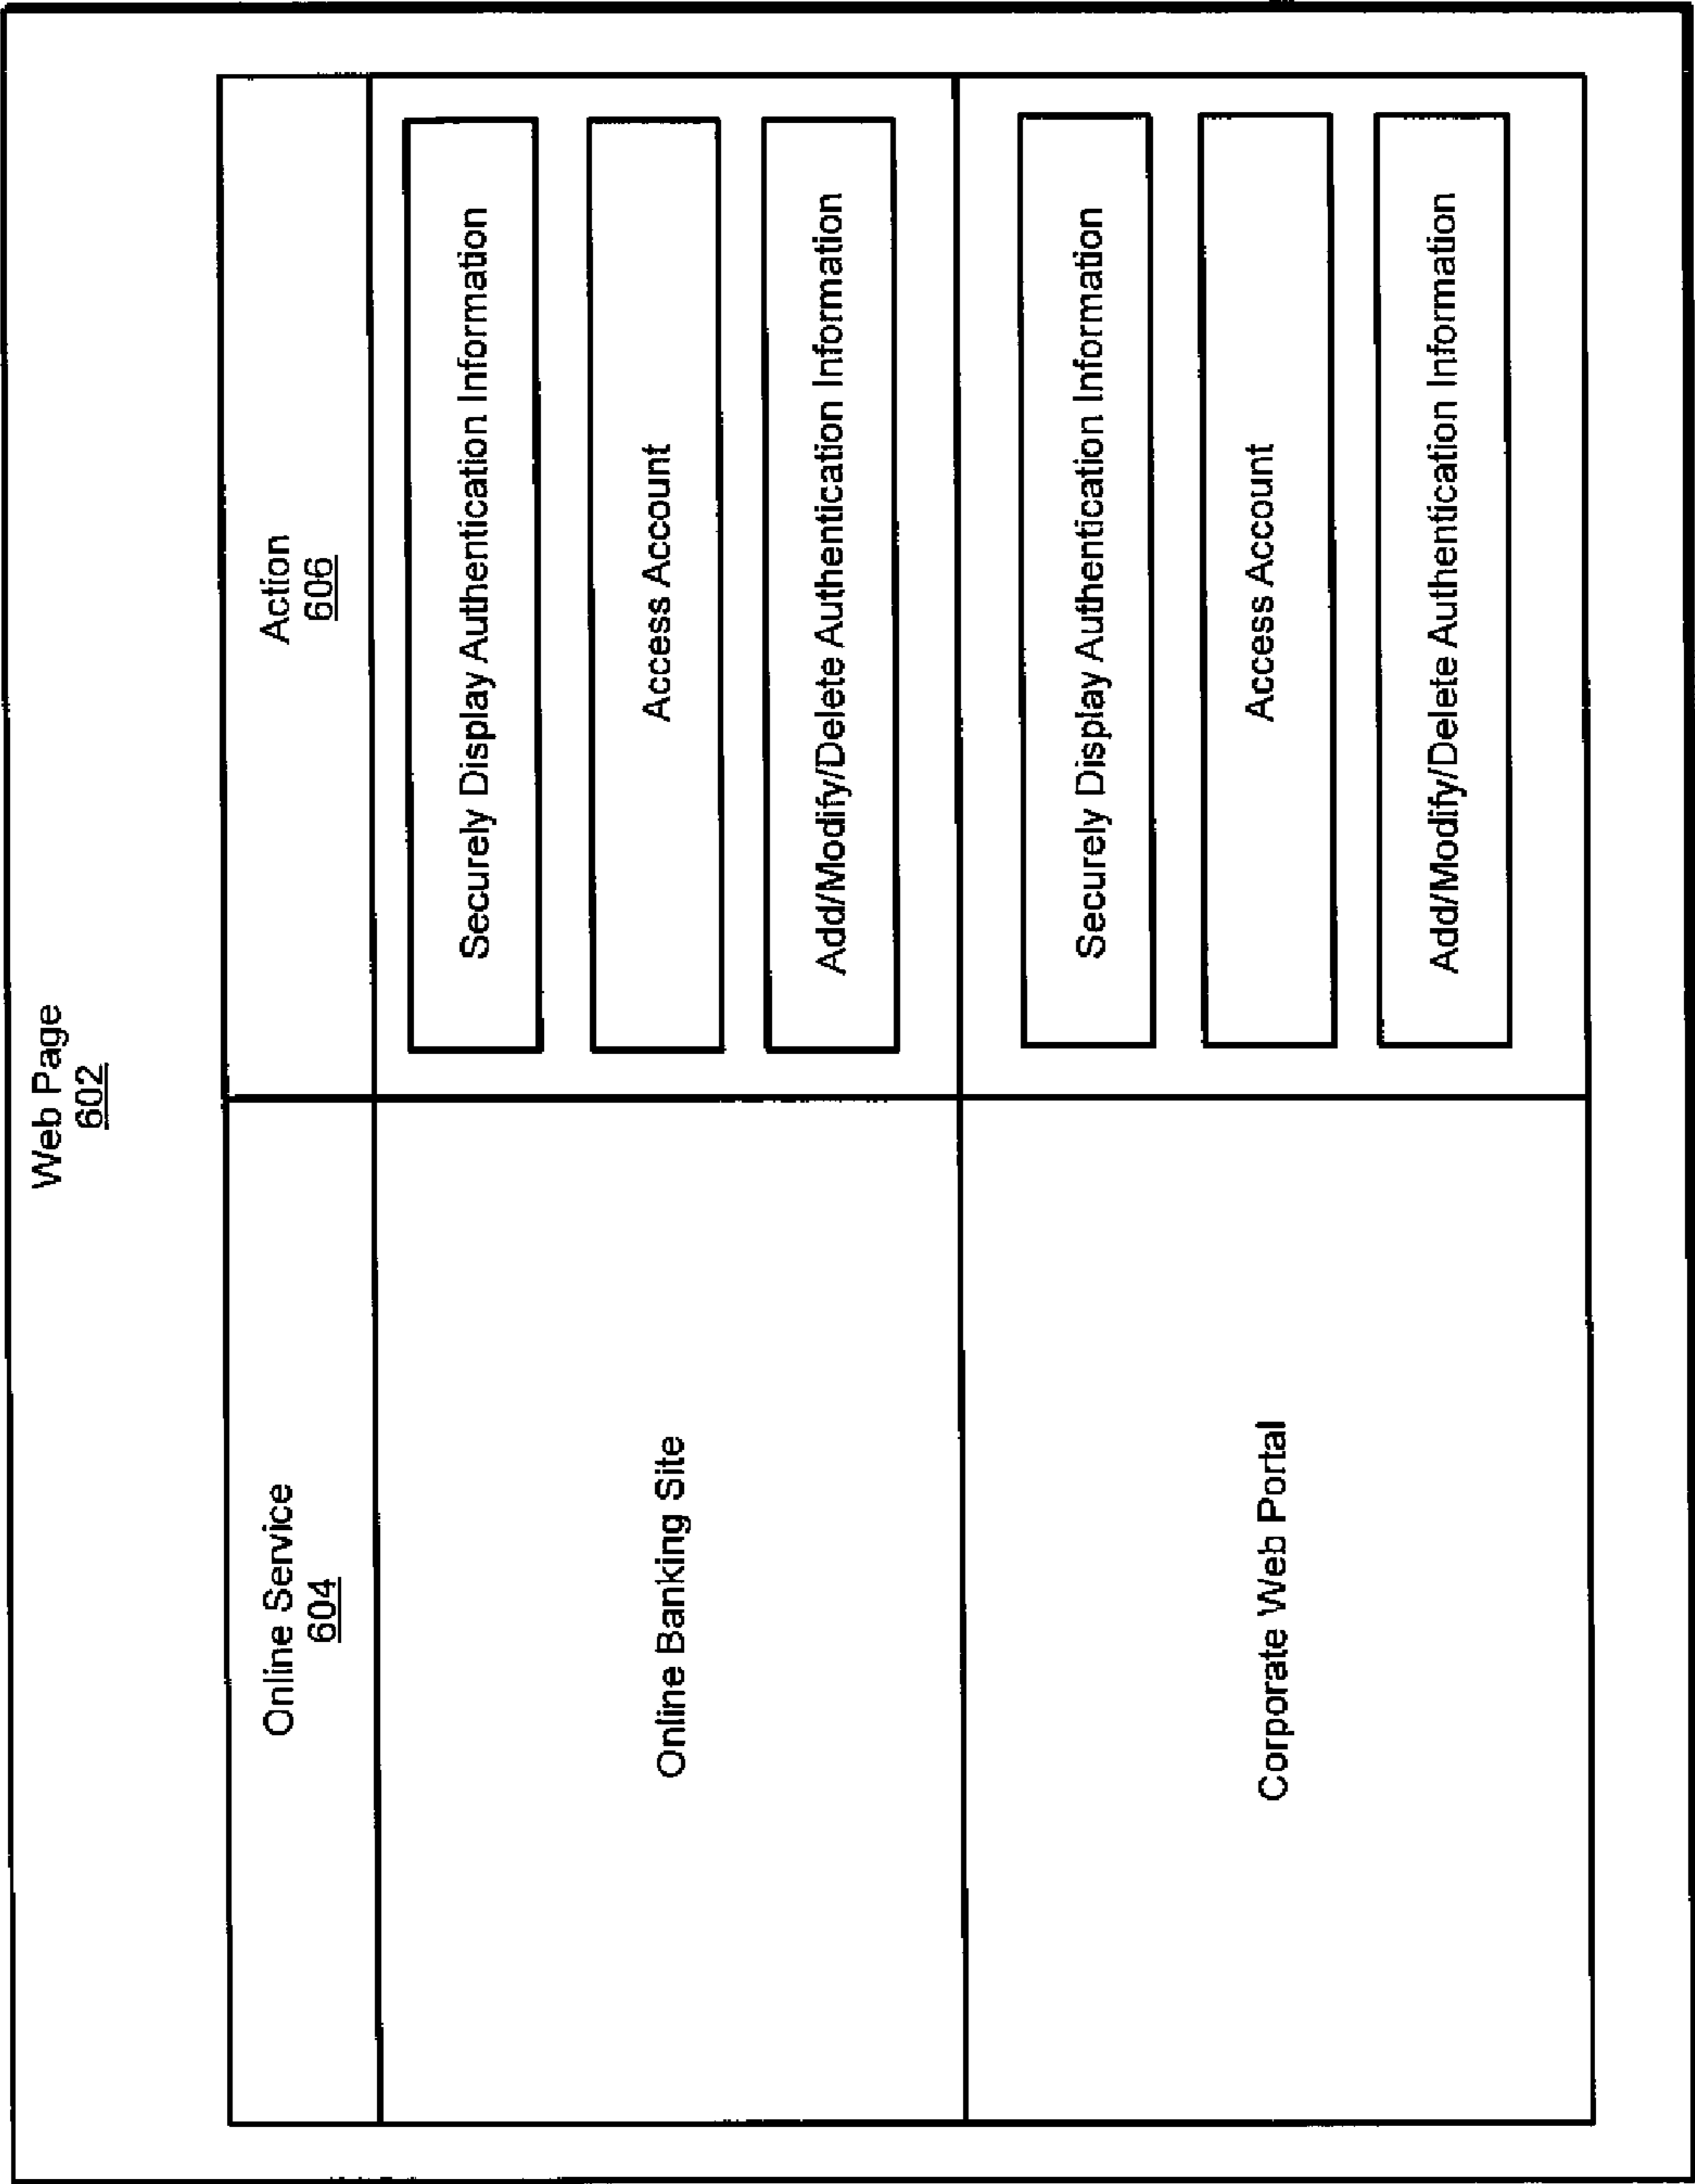 Web Page
602
Online Service
604
Action
606
Online Banking Site
Securely Display Authentication Information
Access Account
Add/Modify/Delete Authentication Information
Corporate Web Portal
Securely Display Authentication Information
Access Account
Add/Modify/Delete Authentication Information